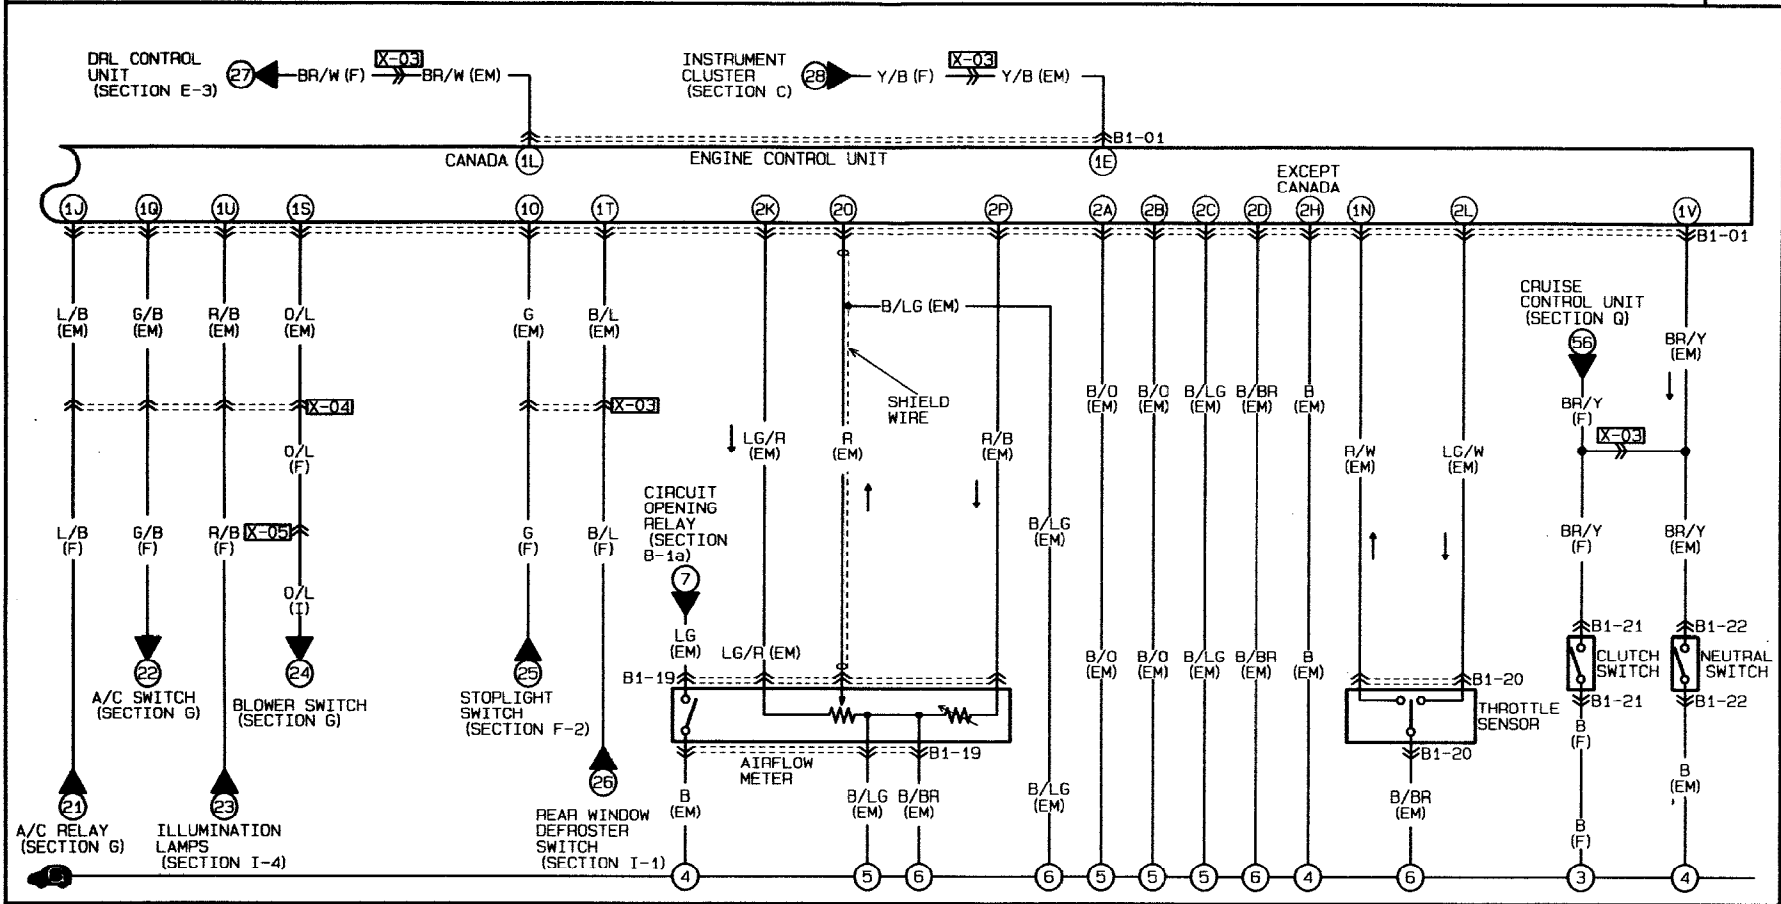 DRL CONTROL
UNIT
(SECTION E-3)
27
BR/W (F)
X-03
BR/W (EM)
INSTRUMENT
CLUSTER
(SECTION C)
28
Y/B (F)
X-03
Y/B (EM)
B1-01
CANADA
1L
ENGINE CONTROL UNIT
1E
EXCEPT
CANADA
1J
1Q
1U
1S
1O
1T
2K
2O
2P
2A
2B
2C
2D
2H
1N
2L
1V
B1-01
L/B
(EM)
G/B
(EM)
R/B
(EM)
O/L
(EM)
G
(EM)
B/L
(EM)
B/LG (EM)
SHIELD
WIRE
CRUISE
CONTROL UNIT
(SECTION Q)
56
BR/Y
(EM)
X-04
X-03
B/O
(EM)
B/O
(EM)
B/LG
(EM)
B/BR
(EM)
B
(EM)
BR/Y
(F)
X-03
O/L
(F)
LG/R
(EM)
R
(EM)
R/B
(EM)
R/W
(EM)
LG/W
(EM)
CIRCUIT
OPENING
RELAY
(SECTION
B-1a)
7
L/B
(F)
G/B
(F)
R/B
(F)
X-05
G
(F)
B/L
(F)
B/LG
(EM)
BR/Y
(F)
BR/Y
(EM)
O/L
(I)
LG
(EM)
LG/R (EM)
B/O
(EM)
B/O
(EM)
B/LG
(EM)
B/BR
(EM)
B
(EM)
B1-21
B1-22
CLUTCH
SWITCH
NEUTRAL
SWITCH
B1-21
B1-22
22
A/C SWITCH
(SECTION G)
24
BLOWER SWITCH
(SECTION G)
25
STOPLIGHT
SWITCH
(SECTION F-2)
B1-19
B1-19
AIRFLOW
METER
B1-20
THROTTLE
SENSOR
B1-20
B
(F)
B
(EM)
21
A/C RELAY
(SECTION G)
23
ILLUMINATION
LAMPS
(SECTION I-4)
26
REAR WINDOW
DEFROSTER
SWITCH
(SECTION I-1)
B
(EM)
B/LG
(EM)
B/BR
(EM)
B/LG
(EM)
B/BR
(EM)
B
(F)
4
5
6
6
5
5
5
6
4
6
3
4